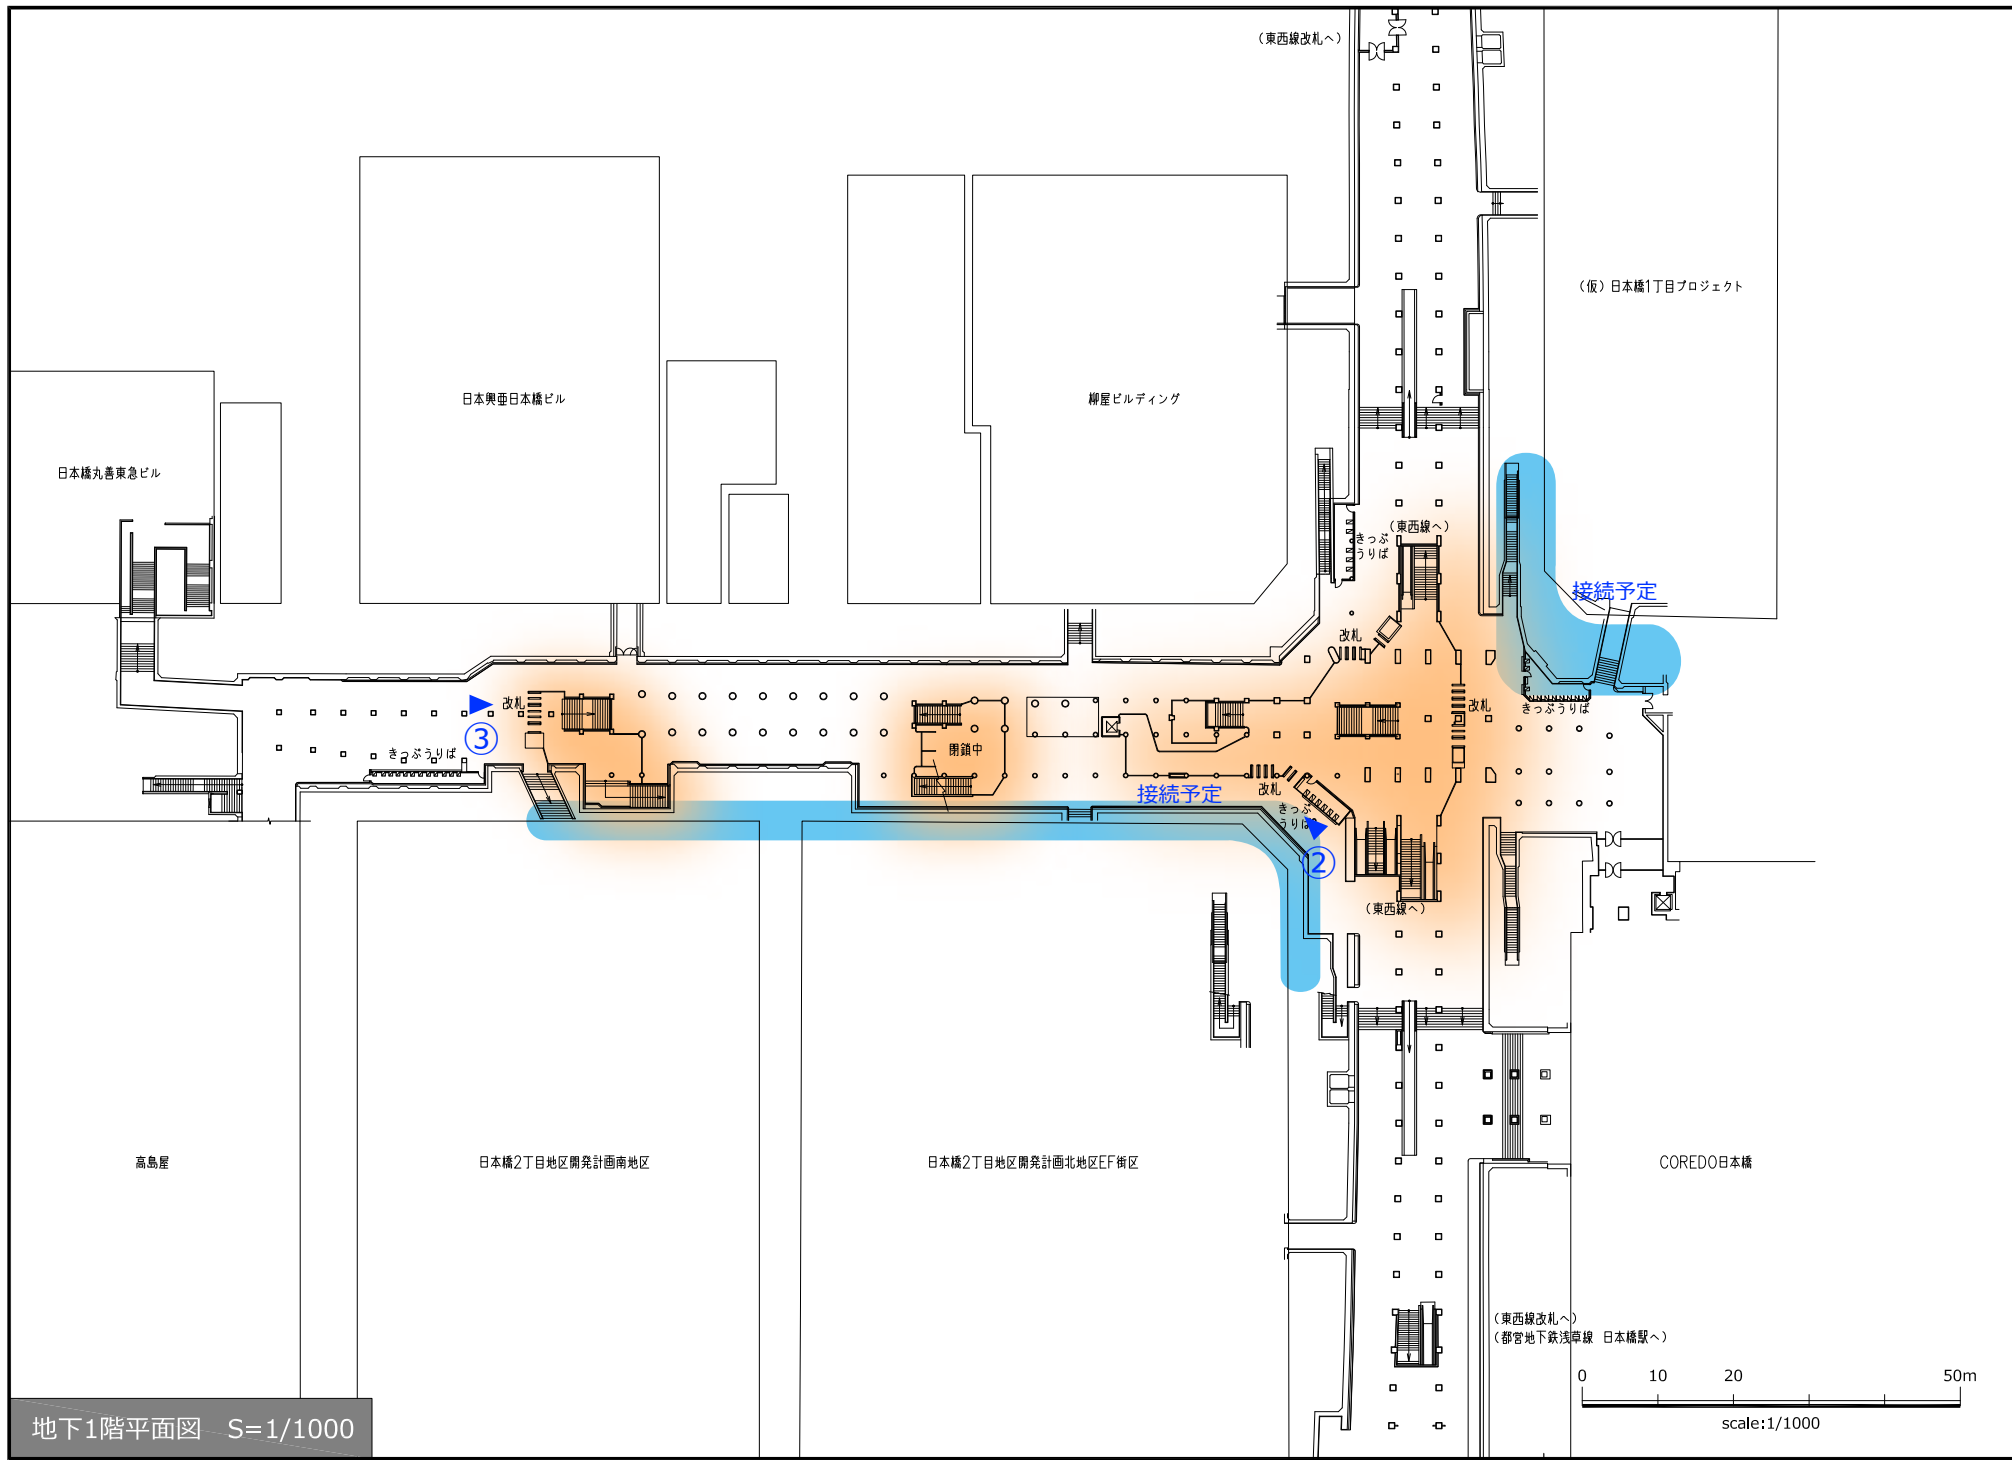 （東西線改札へ）
（仮）日本橋1丁目プロジェクト
日本興亜日本橋ビル
柳屋ビルディング
日本橋丸善東急ビル
（東西線へ）
きっぷ
うりば
接続予定
改札
改札
③
きっぷうりば
閉鎖中
改札
きっぷうりば
接続予定
改札
きっぷ
うりば
②
（東西線へ）
高島屋
日本橋2丁目地区開発計画南地区
日本橋2丁目地区開発計画北地区EF街区
COREDO日本橋
（東西線改札へ）
（都営地下鉄浅草線　日本橋駅へ）
0 10 20 50m
scale:1/1000
地下1階平面図　S=1/1000